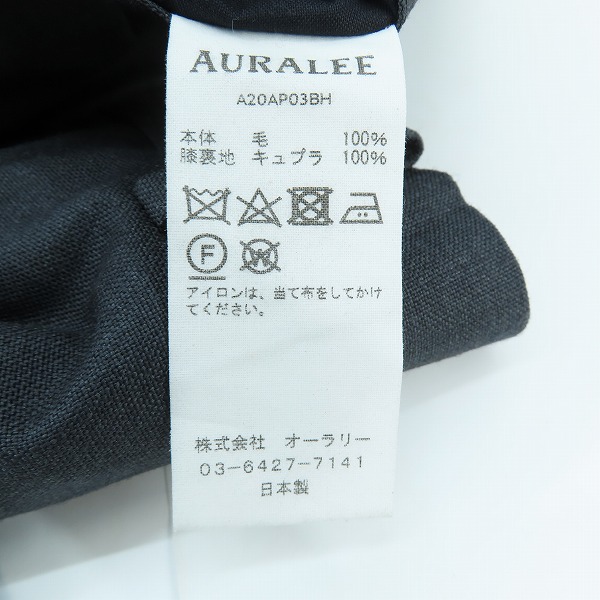 AURALEE
A20AP03BH
本体 毛 100%
膝裏地 キュプラ 100%
F W
アイロンは、当て布をしてかけ
てください。
株式会社 オーラリー
03-6427-7141
日本製